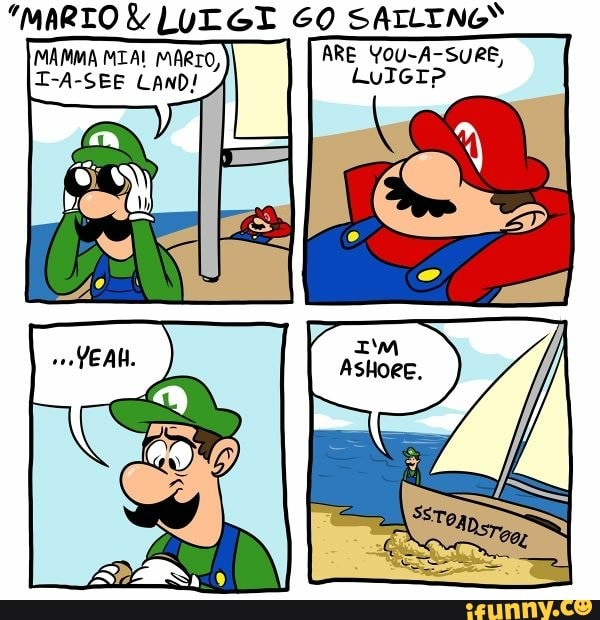 "MARIO & LUIGI GO SAILING"
MAMMA MIA! MARIO,
I-A-SEE LAND!
L
ARE YOU-A-SURE,
LUIGI?
M
...YEAH.
L
I'M
ASHORE.
SS.TOADSTOOL
ifunny.co